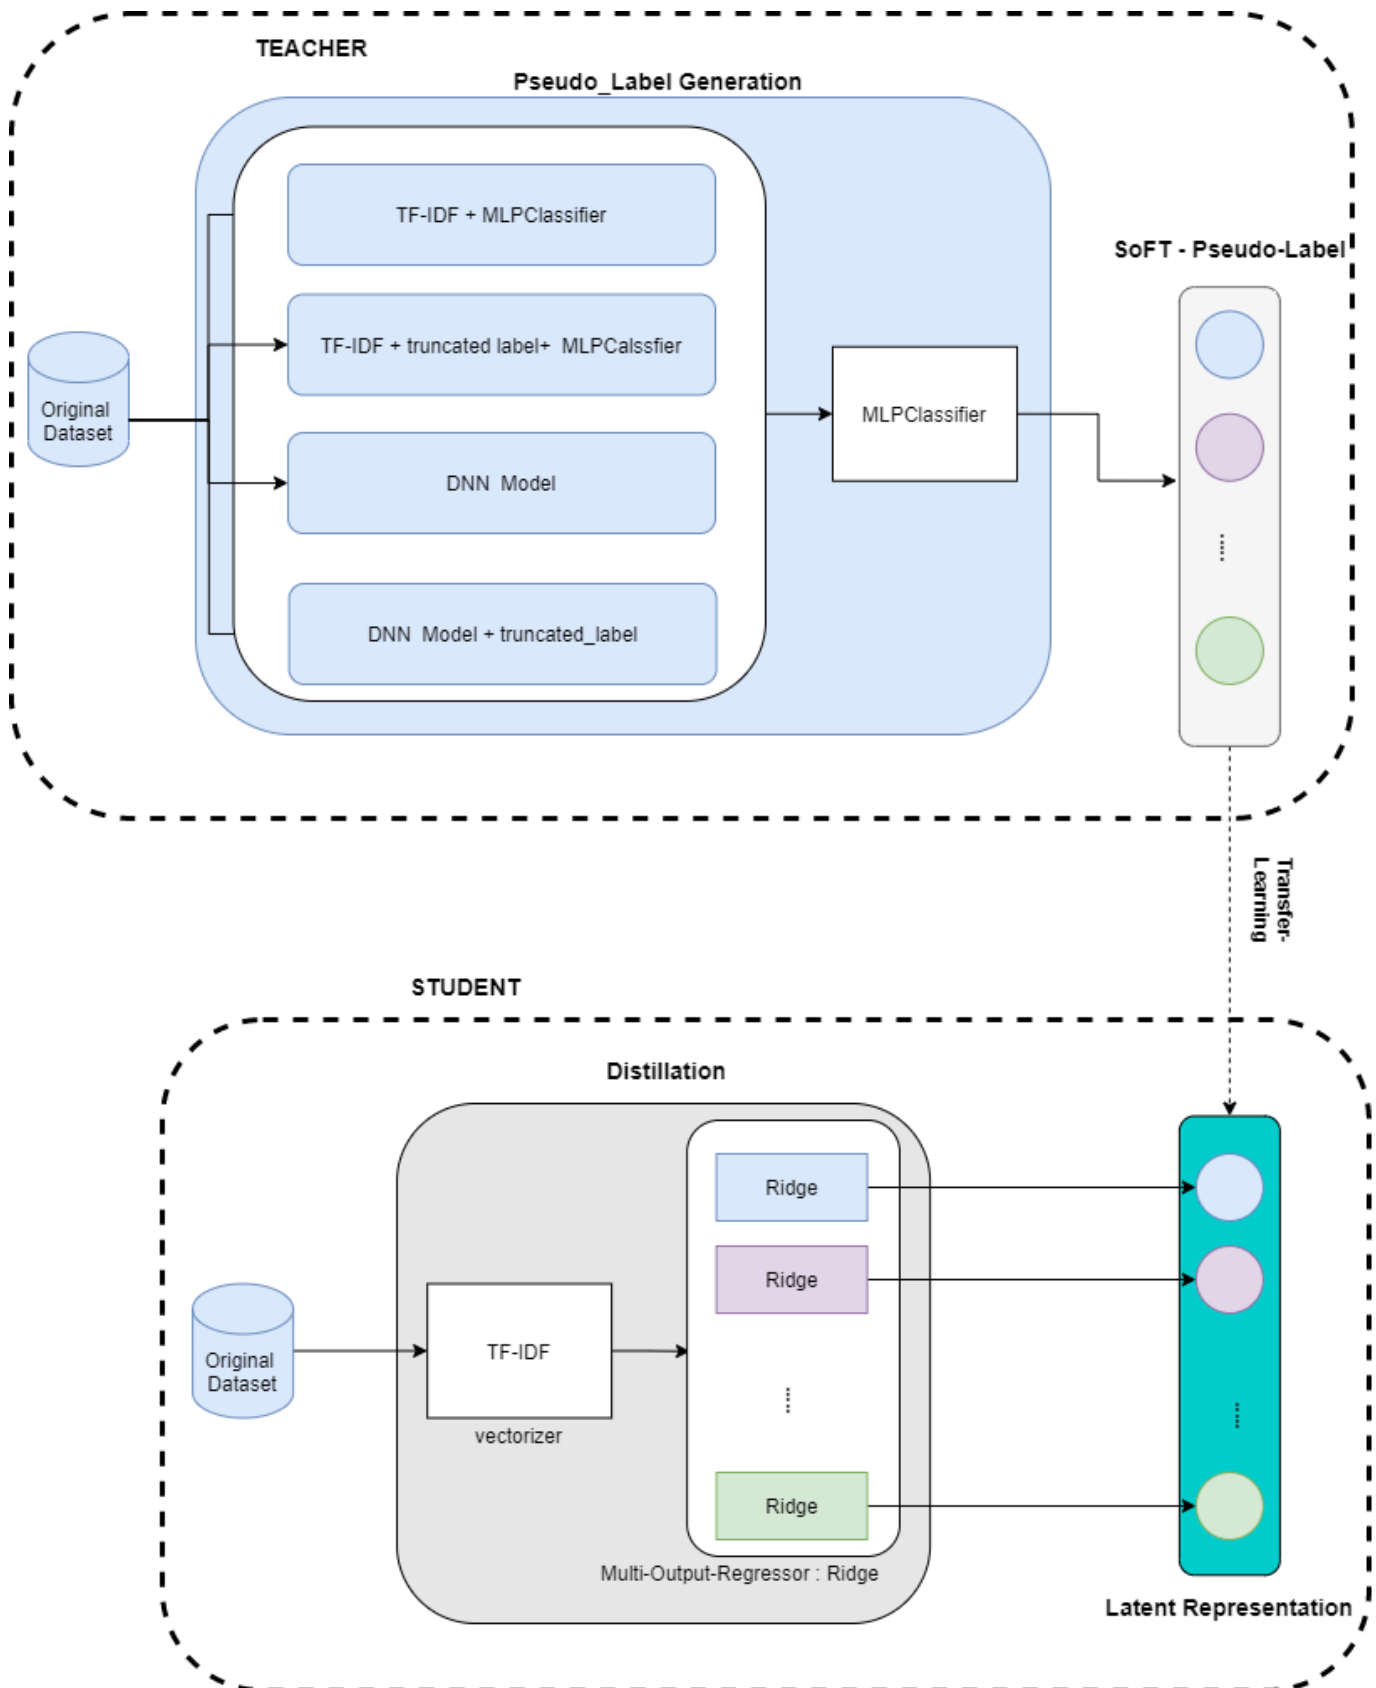 TEACHER
Pseudo_Label Generation
TF-IDF + MLPClassifier
SoFT - Pseudo-Label
TF-IDF + truncated label+ MLPCalssfier
Original
Dataset
MLPClassifier
DNN Model
DNN Model + truncated_label
Transfer-
Learning
STUDENT
Distillation
Ridge
Ridge
TF-IDF
Original
Dataset
vectorizer
Ridge
Multi-Output-Regressor : Ridge
Latent Representation